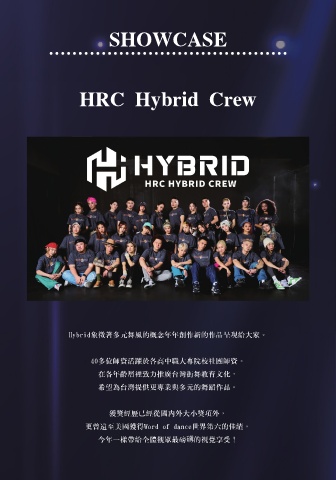 SHOWCASE
HRC Hybrid Crew
HYBRID
HRC HYBRID CREW
Hybrid象徵著多元舞風的概念年年創作新的作品呈現給大家。
40多位師資活躍於各高中職大專院校社團師資。
在各年齡層裡致力推廣台灣街舞教育文化。
希望為台灣提供更專業與多元的舞蹈作品。
獲獎經歷已經從國內外大小獎項外。
更曾遠至美國獲得Word of dance世界第六的佳績。
今年一樣帶給全體觀眾最磅礡的視覺享受！